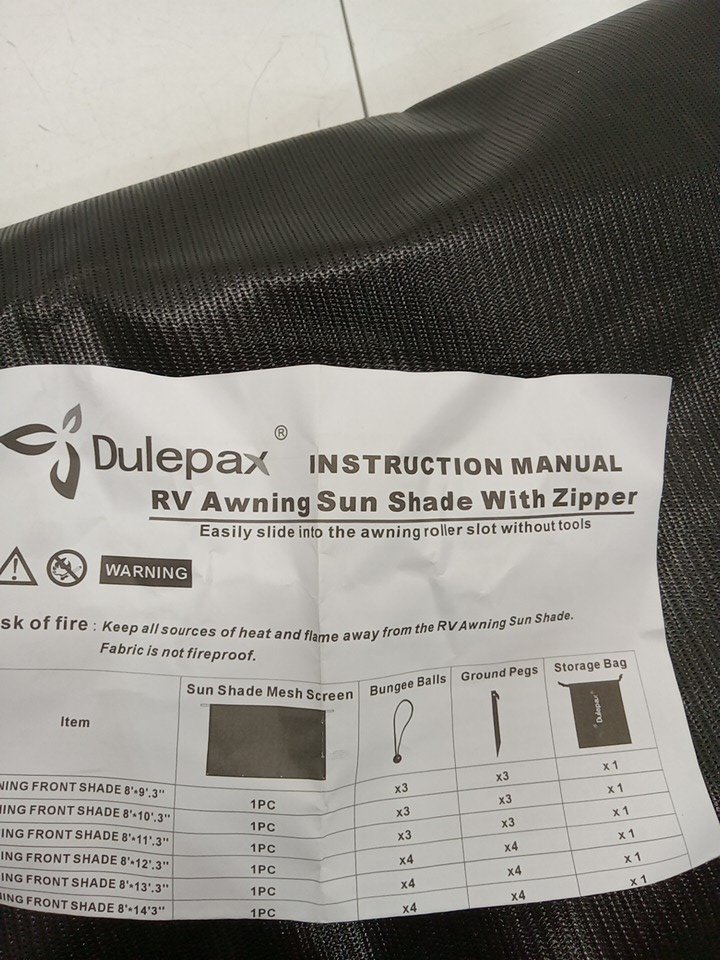 Dulepax ® INSTRUCTION MANUAL
RV Awning Sun Shade With Zipper
Easily slide into the awning roller slot without tools
WARNING
sk of fire : Keep all sources of heat and flame away from the RV Awning Sun Shade.
Fabric is not fireproof.
Item Sun Shade Mesh Screen Bungee Balls Ground Pegs Storage Bag
Dulepax®
NING FRONT SHADE 8'*9'.3" 1PC x3 x3 x1
NING FRONT SHADE 8'*10'.3" 1PC x3 x3 x1
ING FRONT SHADE 8'*11'.3" 1PC x3 x3 x1
ING FRONT SHADE 8'*12'.3" 1PC x4 x4 x1
ING FRONT SHADE 8'*13'.3" 1PC x4 x4 x1
NING FRONT SHADE 8'*14'3" 1PC x4 x4 x1